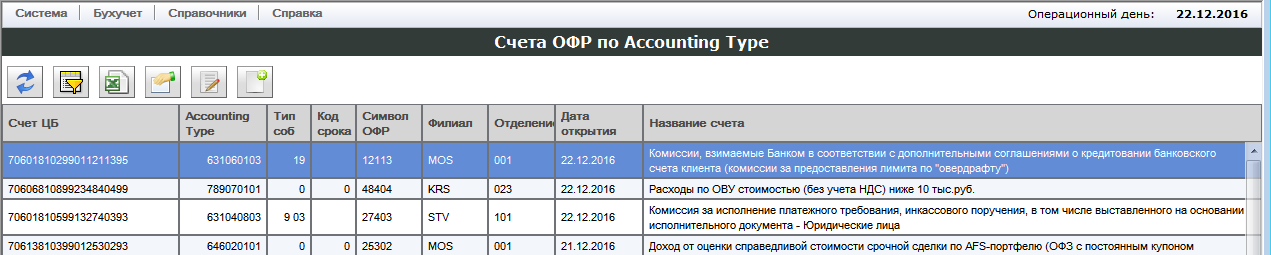 Система Бухучет Справочники Справка Операционный день: 22.12.2016
Счета ОФР по Accounting Type
Счет ЦБ Accounting Type Тип соб Код срока Символ ОФР Филиал Отделение Дата открытия Название счета
70601810299011211395 631060103 19 12113 MOS 001 22.12.2016 Комиссии, взимаемые Банком в соответствии с дополнительными соглашениями о кредитовании банковского
счета клиента (комиссии за предоставления лимита по "овердрафту")
70606810899234840499 789070101 0 0 48404 KRS 023 22.12.2016 Расходы по ОВУ стоимостью (без учета НДС) ниже 10 тыс.руб.
70601810599132740393 631040803 9 03 27403 STV 101 22.12.2016 Комиссия за исполнение платежного требования, инкассового поручения, в том числе выставленного на основании
исполнительного документа - Юридические лица
70613810399012530293 646020101 0 0 25302 MOS 001 21.12.2016 Доход от оценки справедливой стоимости срочной сделки по AFS-портфелю (ОФЗ с постоянным купоном